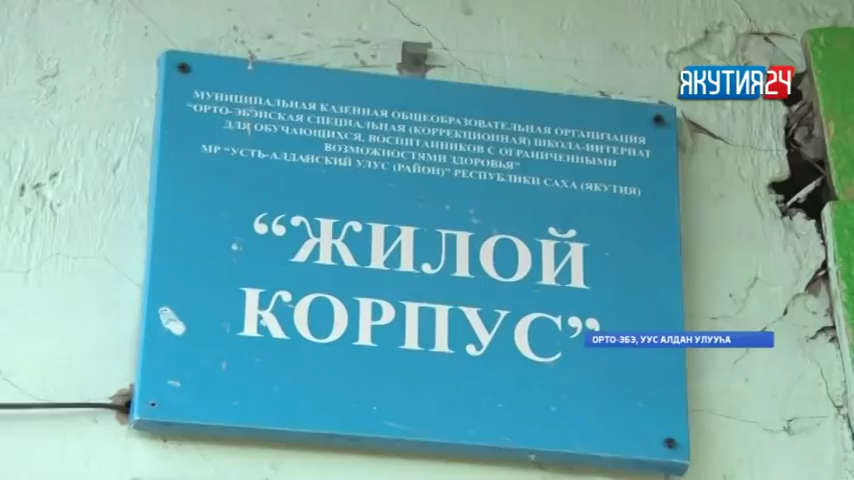 МУНИЦИПАЛЬНАЯ КАЗЕННАЯ ОБЩЕОБРАЗОВАТЕЛЬНАЯ ОРГАНИЗАЦИЯ
"ОРТО-ЭБЭНСКАЯ СПЕЦИАЛЬНАЯ (КОРРЕКЦИОННАЯ) ШКОЛА-ИНТЕРНАТ
ДЛЯ ОБУЧАЮЩИХСЯ, ВОСПИТАННИКОВ С ОГРАНИЧЕННЫМИ
ВОЗМОЖНОСТЯМИ ЗДОРОВЬЯ"
МР "УСТЬ-АЛДАНСКИЙ УЛУС (РАЙОН)" РЕСПУБЛИКИ САХА (ЯКУТИЯ)
"ЖИЛОЙ
КОРПУС"
ЯКУТИЯ24
ОРТО-ЭБЭ, УУС АЛДАН УЛУУҺА